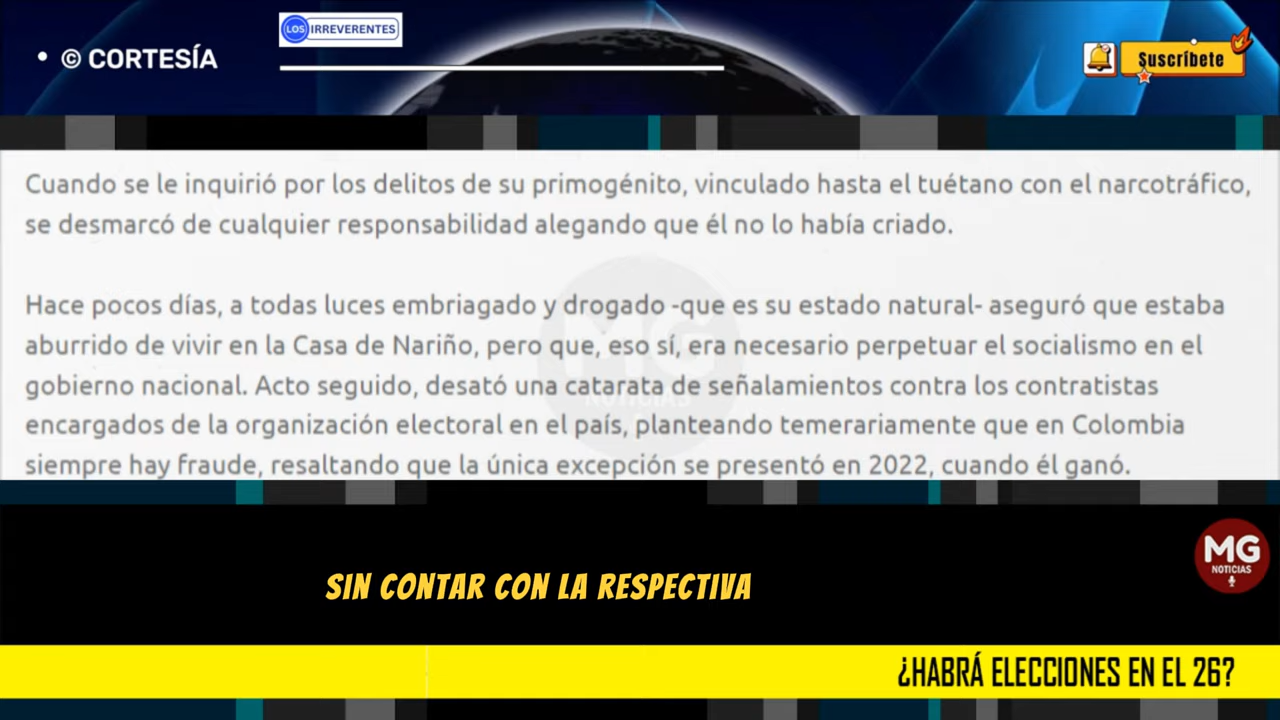 • © CORTESÍA
LOS IRREVERENTES
Suscríbete
Cuando se le inquirió por los delitos de su primogénito, vinculado hasta el tuétano con el narcotráfico,
se desmarcó de cualquier responsabilidad alegando que él no lo había criado.
Hace pocos días, a todas luces embriagado y drogado -que es su estado natural- aseguró que estaba
aburrido de vivir en la Casa de Nariño, pero que, eso sí, era necesario perpetuar el socialismo en el
gobierno nacional. Acto seguido, desató una catarata de señalamientos contra los contratistas
encargados de la organización electoral en el país, planteando temerariamente que en Colombia
siempre hay fraude, resaltando que la única excepción se presentó en 2022, cuando él ganó.
MG
NOTICIAS
SIN CONTAR CON LA RESPECTIVA
MG
NOTICIAS
¿HABRÁ ELECCIONES EN EL 26?